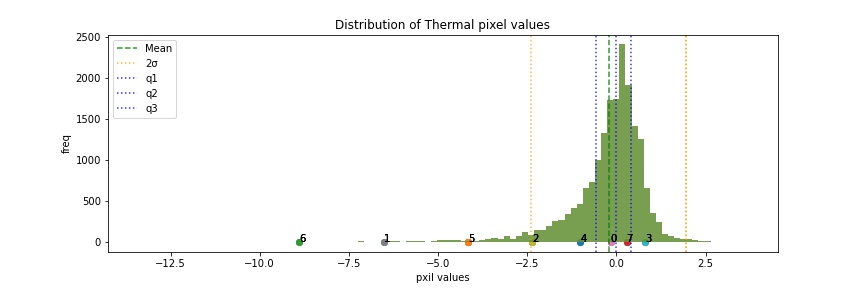 Distribution of Thermal pixel values
2500
2000
1500
1000
500
0
freq
Mean
2σ
q1
q2
q3
6
1
5
2
4
0
7
3
−12.5
−10.0
−7.5
−5.0
−2.5
0.0
2.5
pxil values